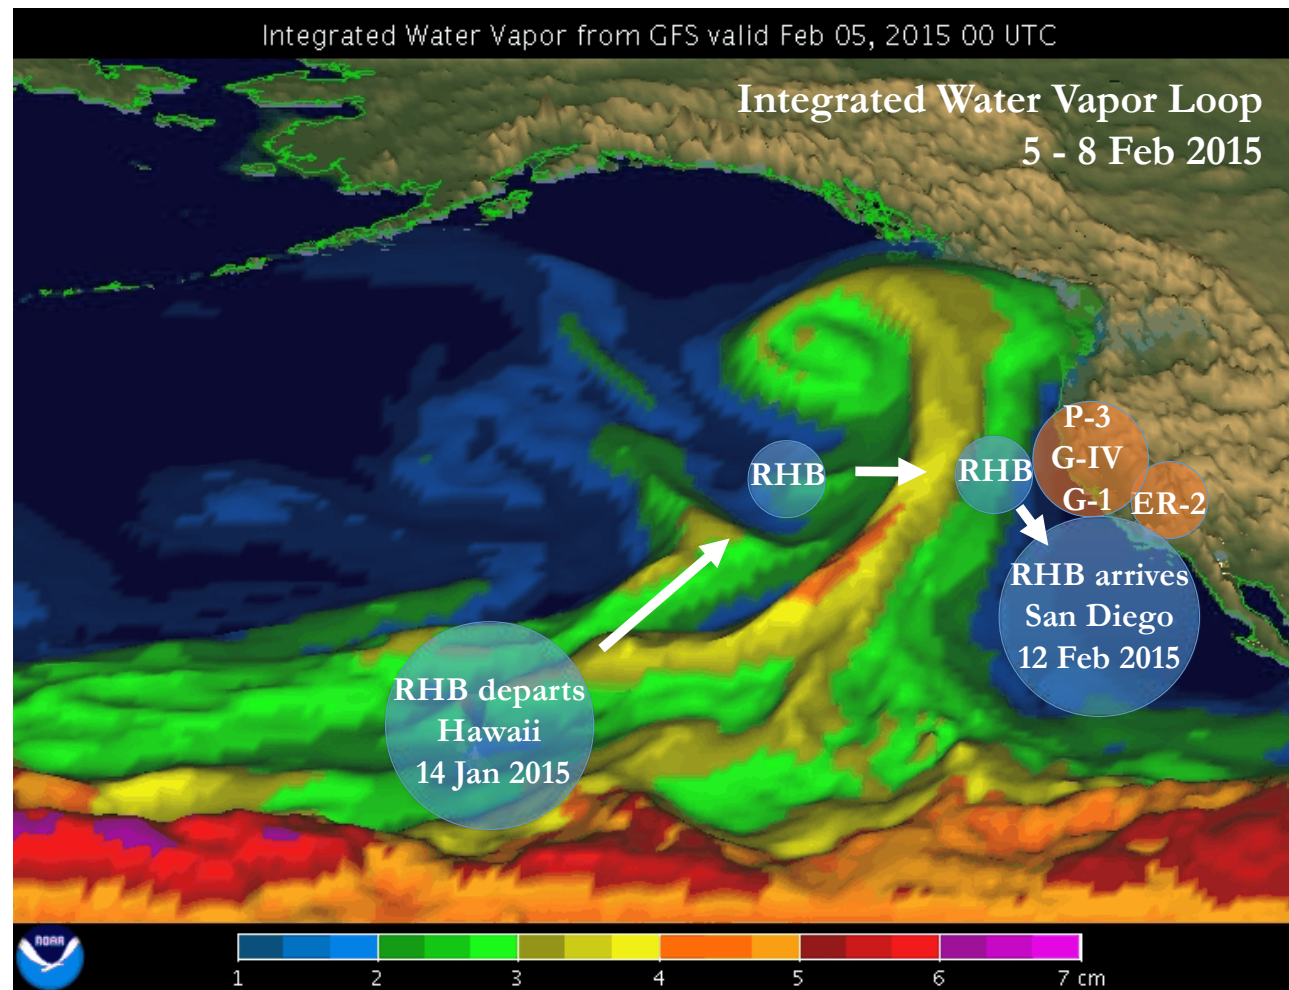 Integrated Water Vapor from GFS valid Feb 05, 2015 00 UTC
Integrated Water Vapor Loop
5 - 8 Feb 2015
P-3
G-IV
G-1
RHB
RHB
ER-2
RHB arrives
San Diego
12 Feb 2015
RHB departs
Hawaii
14 Jan 2015
NOAA
1 2 3 4 5 6 7 cm